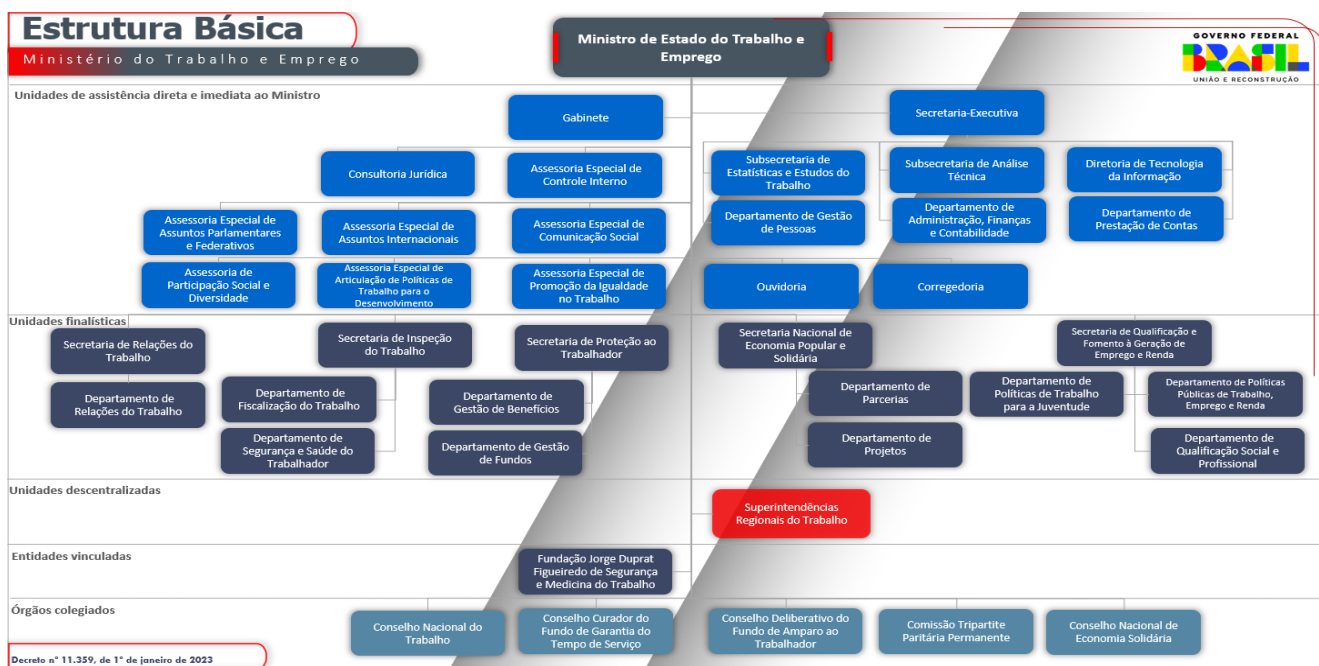 Estrutura Básica
Ministério do Trabalho e Emprego
Ministro de Estado do Trabalho e
Emprego
GOVERNO FEDERAL
BRASIL
UNIÃO E RECONSTRUÇÃO
Unidades de assistência direta e imediata ao Ministro
Gabinete
Secretaria-Executiva
Consultoria Jurídica
Assessoria Especial de
Controle Interno
Subsecretaria de
Estatísticas e Estudos do
Trabalho
Subsecretaria de Análise
Técnica
Diretoria de Tecnologia
da Informação
Assessoria Especial de
Assuntos Parlamentares
e Federativos
Assessoria Especial de
Assuntos Internacionais
Assessoria Especial de
Comunicação Social
Departamento de Gestão
de Pessoas
Departamento de
Administração, Finanças
e Contabilidade
Departamento de
Prestação de Contas
Assessoria de
Participação Social e
Diversidade
Assessoria Especial de
Articulação de Políticas de
Trabalho para o
Desenvolvimento
Assessoria Especial de
Promoção da Igualdade
no Trabalho
Ouvidoria
Corregedoria
Unidades finalísticas
Secretaria de Relações do
Trabalho
Secretaria de Inspeção
do Trabalho
Secretaria de Proteção ao
Trabalhador
Secretaria Nacional de
Economia Popular e
Solidária
Secretaria de Qualificação e
Fomento à Geração de
Emprego e Renda
Departamento de
Relações do Trabalho
Departamento de
Fiscalização do Trabalho
Departamento de
Gestão de Benefícios
Departamento de
Parcerias
Departamento de
Políticas de Trabalho
para a Juventude
Departamento de Políticas
Públicas de Trabalho,
Emprego e Renda
Departamento de
Segurança e Saúde do
Trabalhador
Departamento de Gestão
de Fundos
Departamento de
Projetos
Departamento de
Qualificação Social e
Profissional
Unidades descentralizadas
Superintendências
Regionais do Trabalho
Entidades vinculadas
Fundação Jorge Duprat
Figueiredo de Segurança
e Medicina do Trabalho
Órgãos colegiados
Conselho Nacional do
Trabalho
Conselho Curador do
Fundo de Garantia do
Tempo de Serviço
Conselho Deliberativo do
Fundo de Amparo ao
Trabalhador
Comissão Tripartite
Paritária Permanente
Conselho Nacional de
Economia Solidária
Decreto nº 11.359, de 1º de janeiro de 2023